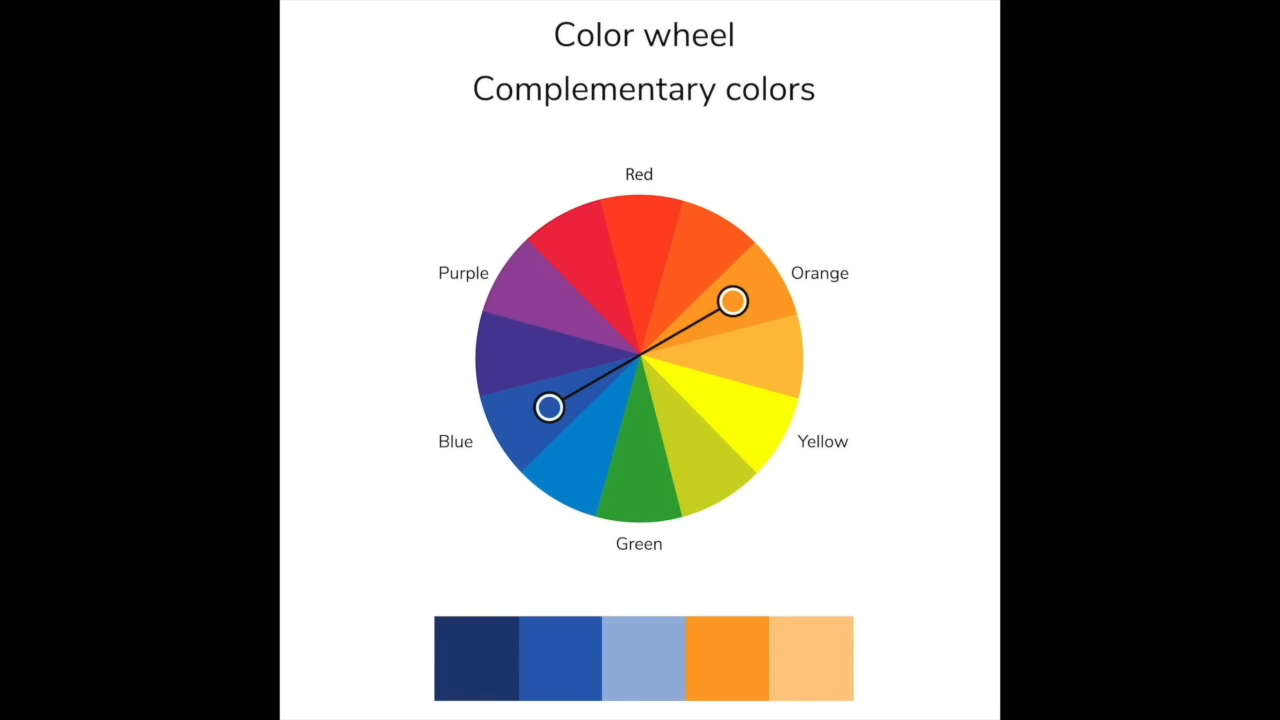 Color wheel
Complementary colors
Red
Purple
Orange
Blue
Yellow
Green